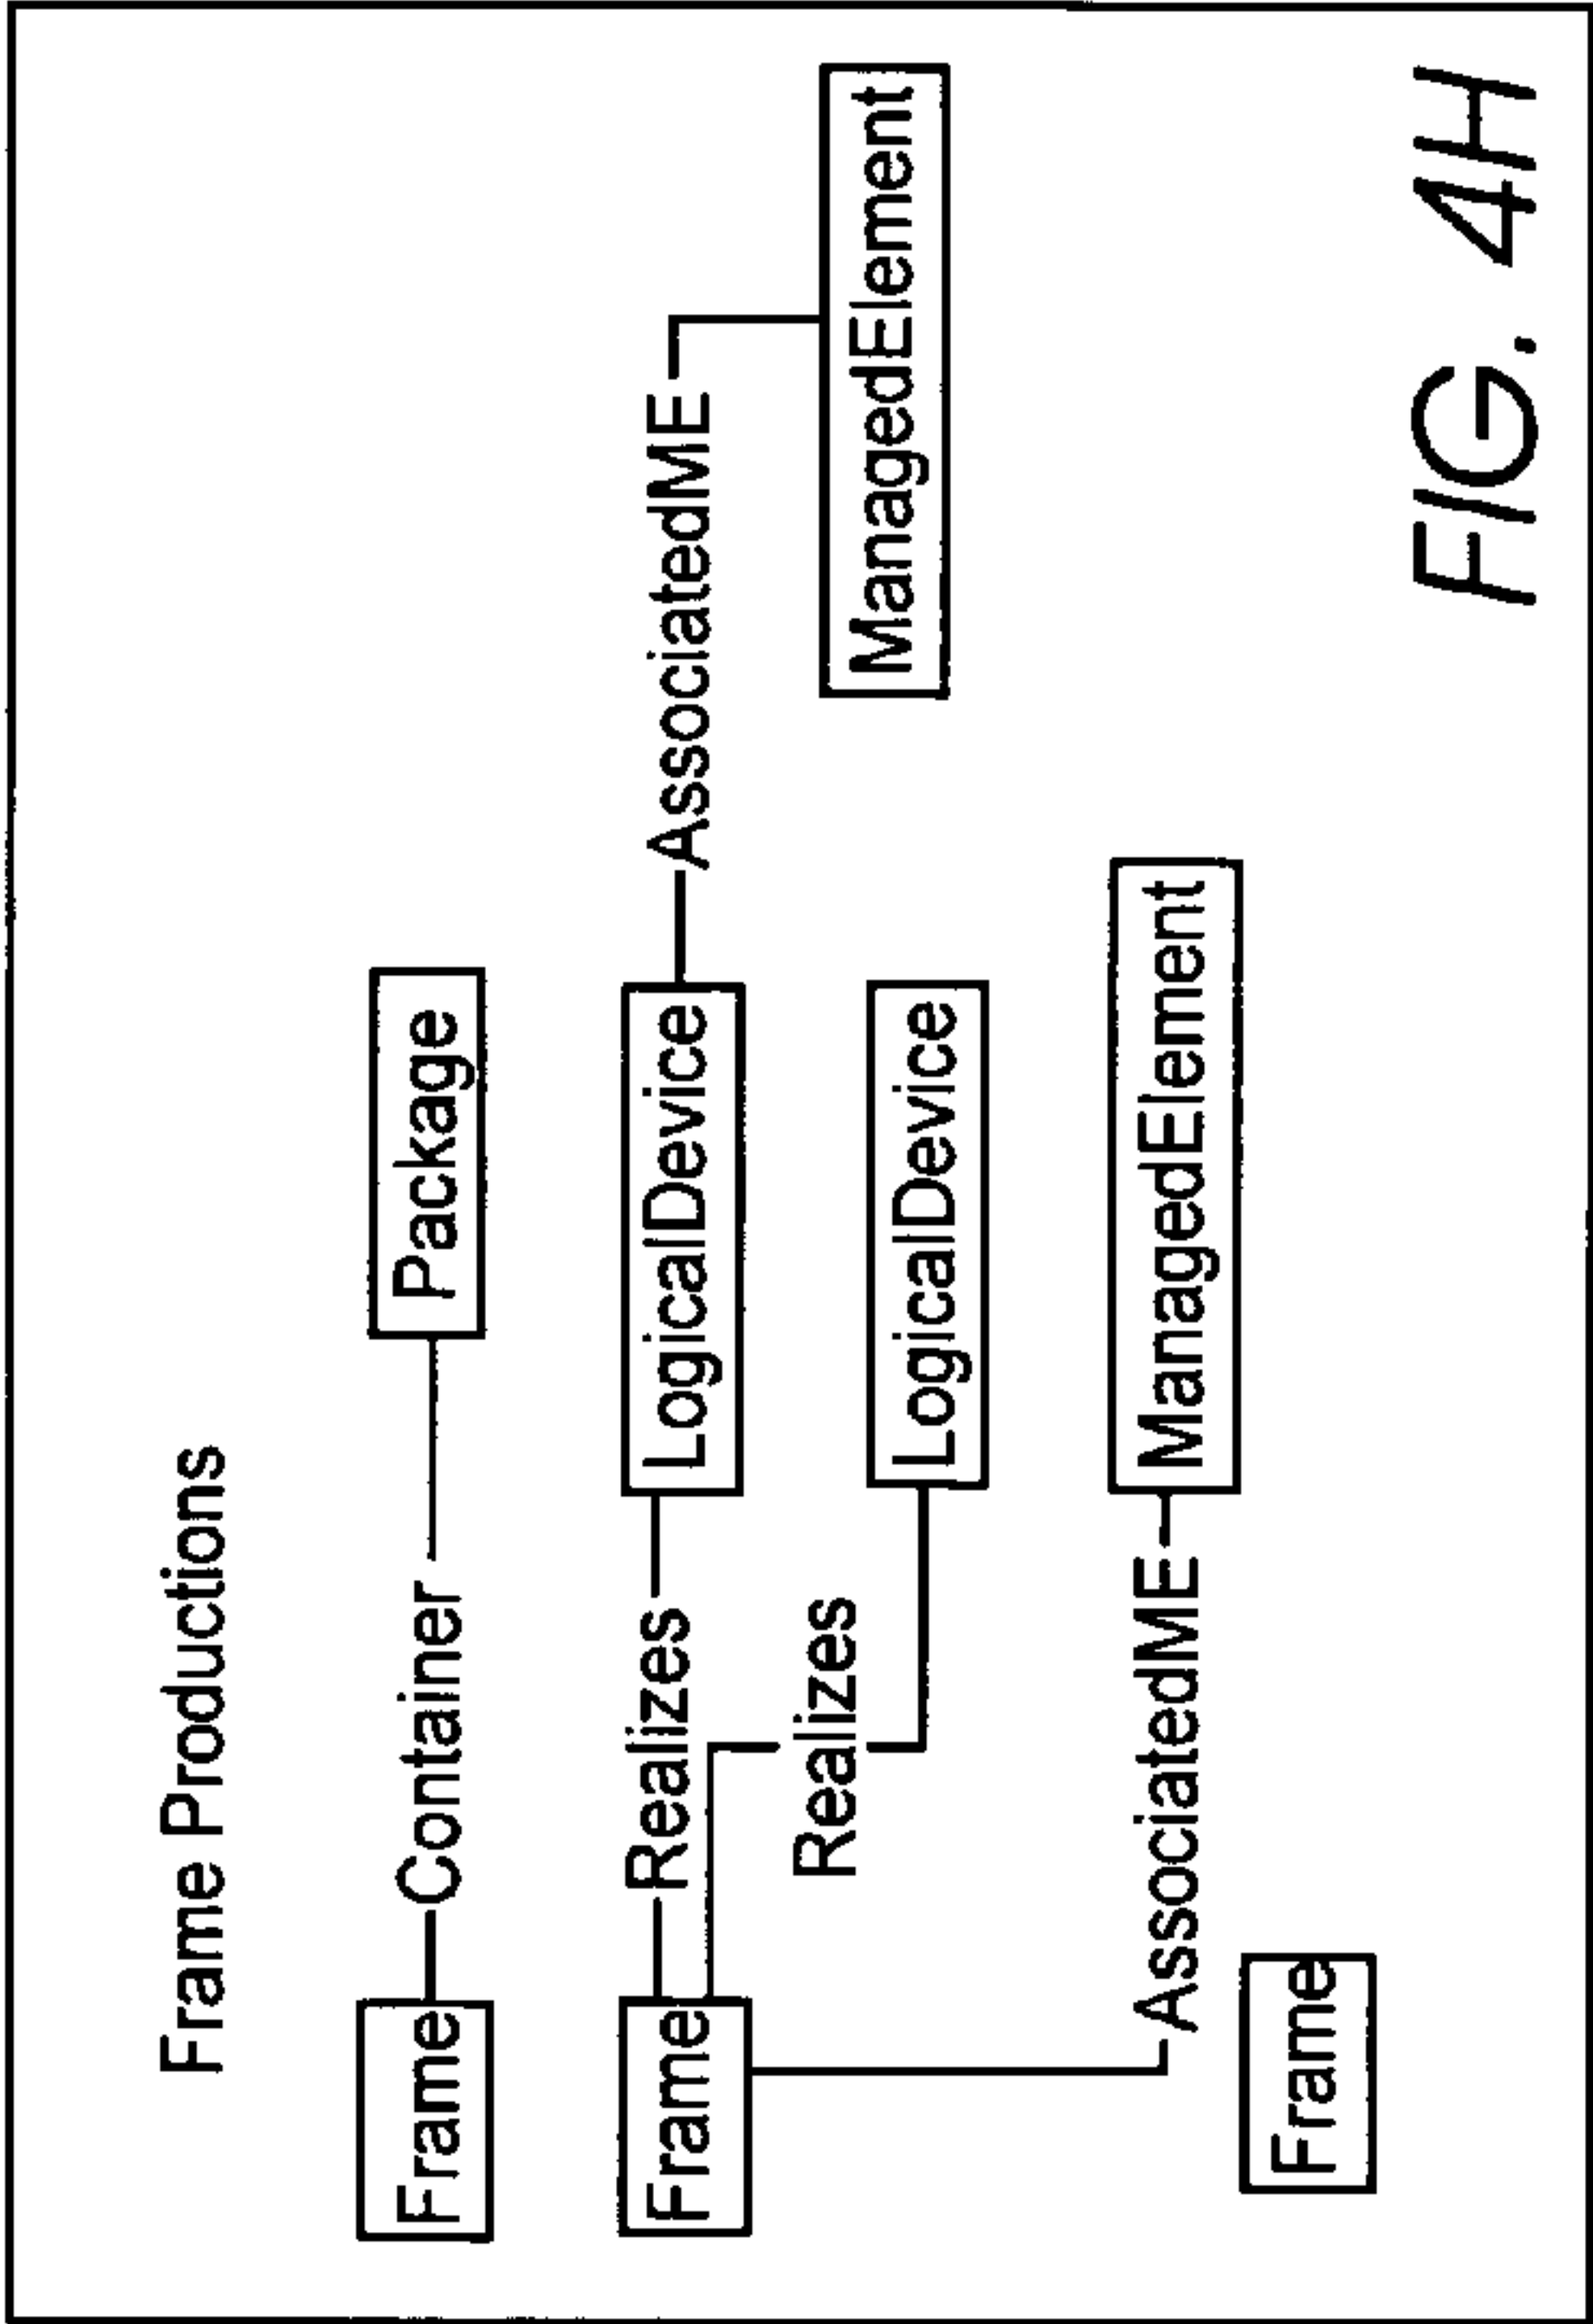 Frame Productions
Frame Container Package
Frame Realizes LogicalDevice AssociatedME
Realizes LogicalDevice ManagedElement
AssociatedME ManagedElement
Frame
FIG. 4H